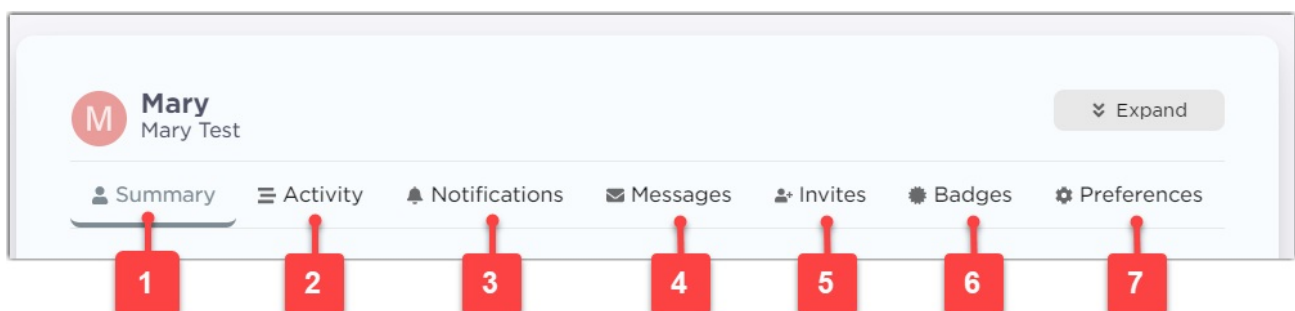 M
Mary
Mary Test
Expand
Summary Activity Notifications Messages Invites Badges Preferences
1 2 3 4 5 6 7